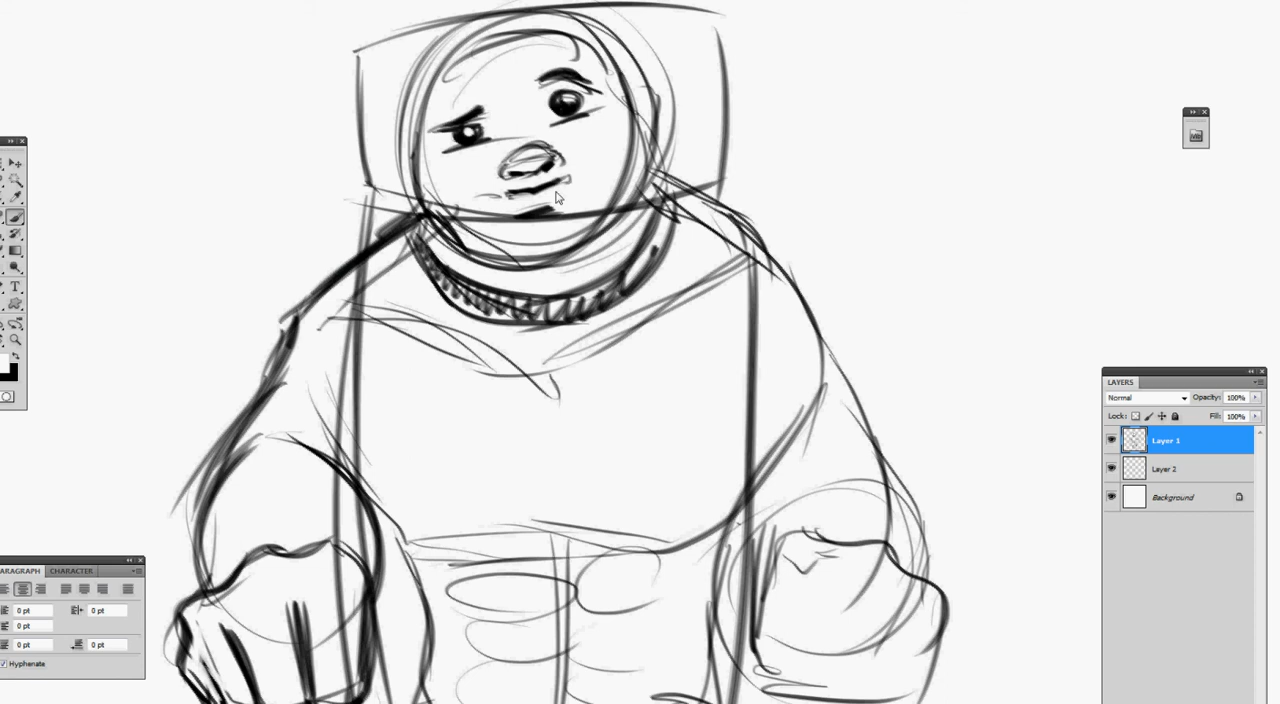 LAYERS
Normal
Opacity: 100%
Lock:
Fill: 100%
Layer 1
Layer 2
Background
T
ARAGRAPH CHARACTER
0 pt 0 pt
0 pt
0 pt 0 pt
Hyphenate